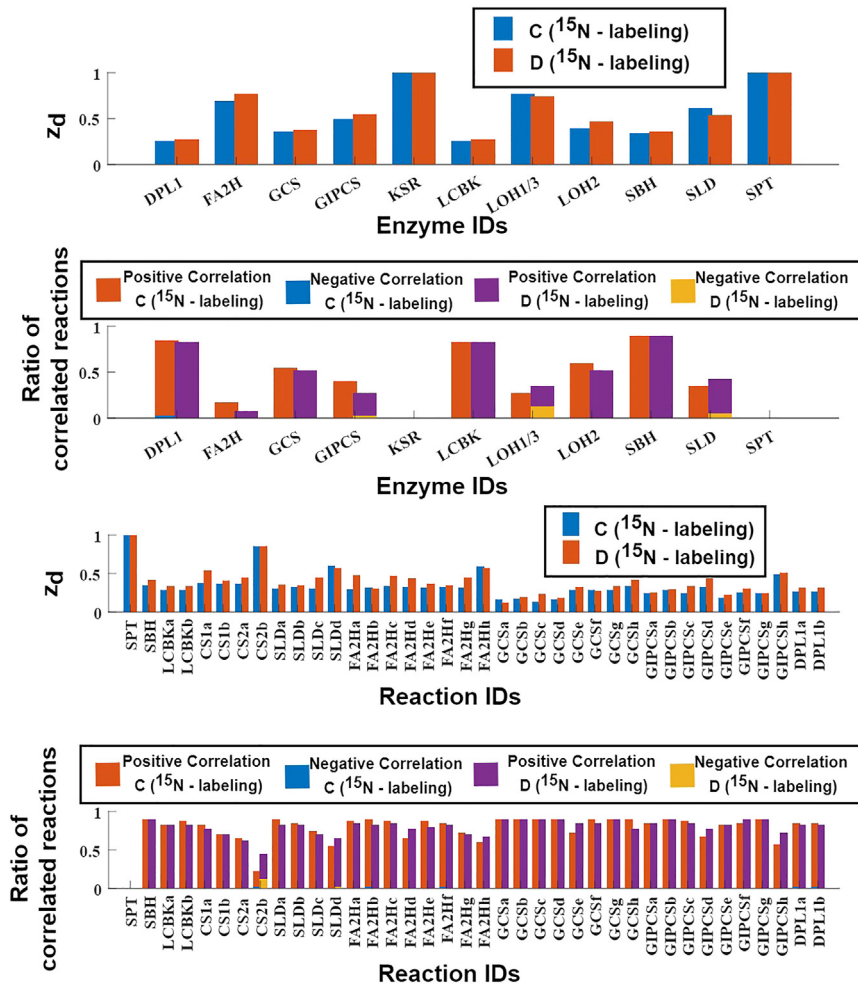 C (15N - labeling)
D (15N - labeling)
1
0.5
0
zd
DPL1 FA2H GCS GIPCS KSR LCBK LOH1/3 LOH2 SBH SLD SPT
Enzyme IDs
Positive Correlation Negative Correlation Positive Correlation Negative Correlation
C (15N - labeling) C (15N - labeling) D (15N - labeling) D (15N - labeling)
1
0.5
0
Ratio of
correlated reactions
DPL1 FA2H GCS GIPCS KSR LCBK LOH1/3 LOH2 SBH SLD SPT
Enzyme IDs
C (15N - labeling)
D (15N - labeling)
1
0.5
0
zd
SPT SBH LCBKa LCBKb CS1a CS1b CS2a CS2b SLDa SLDb SLDc SLDd FA2Ha FA2Hb FA2Hc FA2Hd FA2He FA2Hf FA2Hg FA2Hh GCSa GCSb GCSc GCSd GCSe GCSf GCSg GCSh GIPCSa GIPCSb GIPCSc GIPCSd GIPCSe GIPCSf GIPCSg GIPCSh DPL1a DPL1b
Reaction IDs
Positive Correlation Negative Correlation Positive Correlation Negative Correlation
C (15N - labeling) C (15N - labeling) D (15N - labeling) D (15N - labeling)
1
0.5
0
Ratio of
correlated reactions
SPT SBH LCBKa LCBKb CS1a CS1b CS2a CS2b SLDa SLDb SLDc SLDd FA2Ha FA2Hb FA2Hc FA2Hd FA2He FA2Hf FA2Hg FA2Hh GCSa GCSb GCSc GCSd GCSe GCSf GCSg GCSh GIPCSa GIPCSb GIPCSc GIPCSd GIPCSe GIPCSf GIPCSg GIPCSh DPL1a DPL1b
Reaction IDs